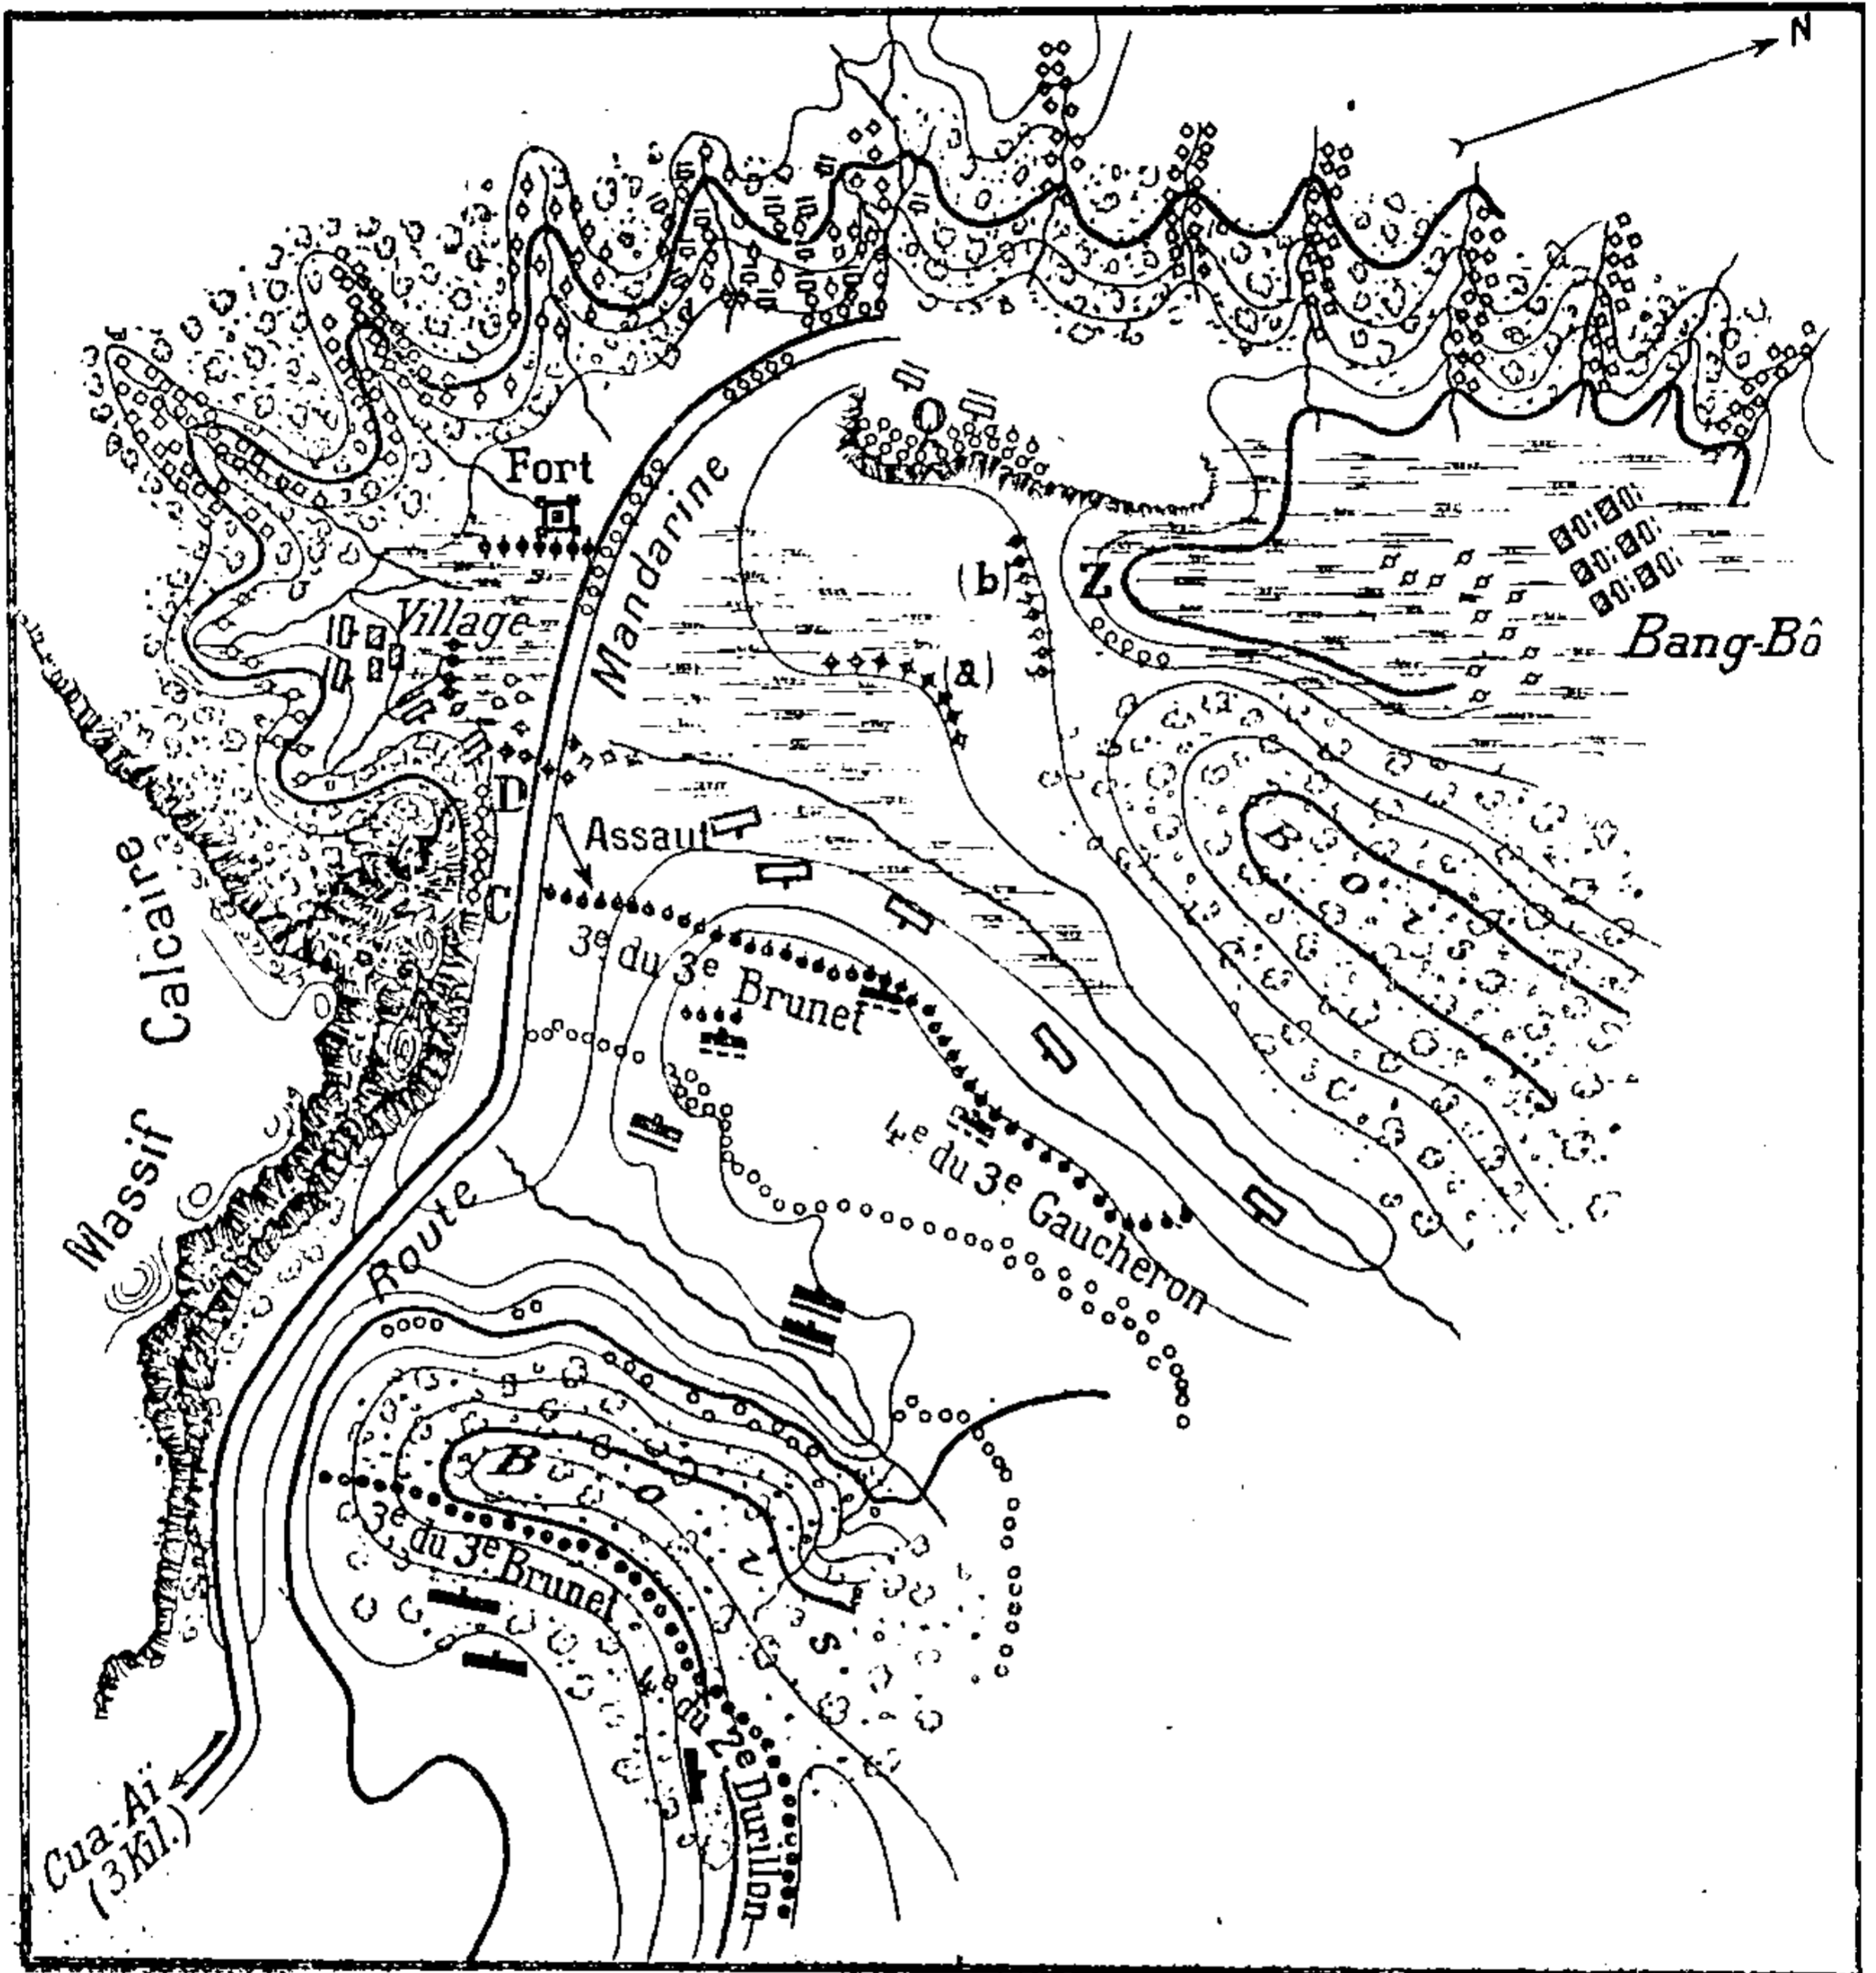 N
Fort
O
Mandarine
(b)
Z
Village
Bang-Bô
(a)
D
Assaut
Bois
C
Calcaire
3e du 3e Brunet
4e du 3e Gaucheron
Massif
Route
Bois
3e du 3e Brunet
4e du 2e Durillon
Cua-Aï
(3 Kil.)